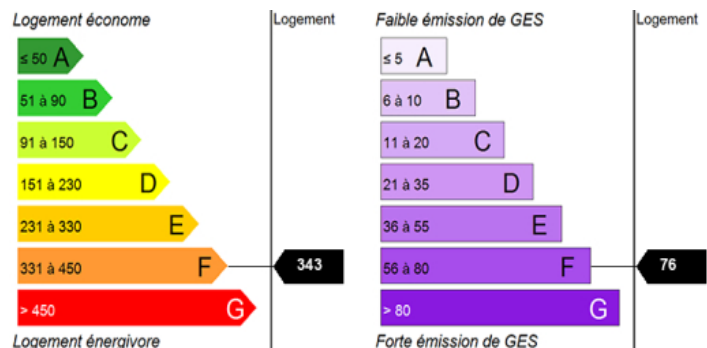 Logement économe
Logement
≤ 50 A
51 à 90 B
91 à 150 C
151 à 230 D
231 à 330 E
331 à 450 F
343
> 450 G
Logement énergivore
Faible émission de GES
Logement
≤ 5 A
6 à 10 B
11 à 20 C
21 à 35 D
36 à 55 E
56 à 80 F
76
> 80 G
Forte émission de GES